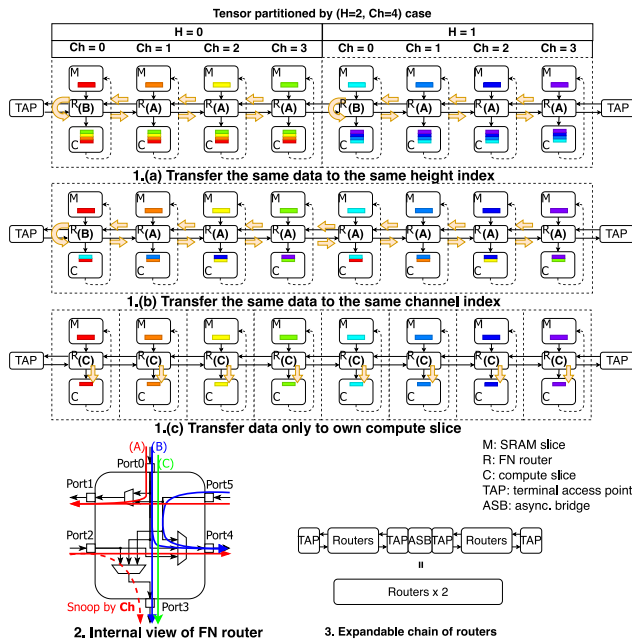 Tensor partitioned by (H=2, Ch=4) case
H = 0 H = 1
Ch = 0 Ch = 1 Ch = 2 Ch = 3 Ch = 0 Ch = 1 Ch = 2 Ch = 3
M M M M M M M M
TAP R (B) R (A) R (A) R (A) R (B) R (A) R (A) R (A) TAP
C C C C C C C C
1.(a) Transfer the same data to the same height index
M M M M M M M M
TAP R (B) R (A) R (A) R (A) R (A) R (A) R (A) R (A) TAP
C C C C C C C C
1.(b) Transfer the same data to the same channel index
M M M M M M M M
TAP R (C) R (C) R (C) R (C) R (C) R (C) R (C) R (C) TAP
C C C C C C C C
1.(c) Transfer data only to own compute slice
(A) (B)
(C)
Port0
Port1 Port5
Port2 Port4
Snoop by Ch Port3
2. Internal view of FN router
M: SRAM slice
R: FN router
C: compute slice
TAP: terminal access point
ASB: async. bridge
TAP Routers TAP ASB TAP Routers TAP
=
Routers x 2
3. Expandable chain of routers